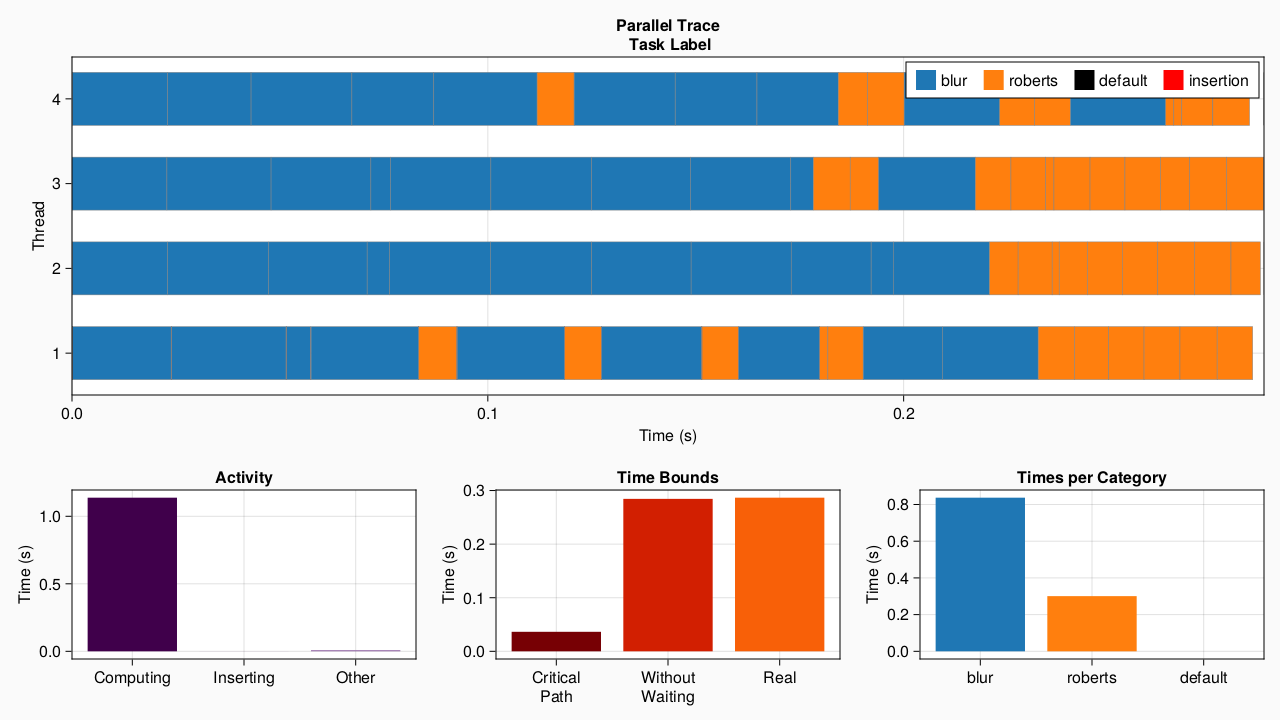 Parallel Trace
Task Label
blur roberts default insertion
Thread
4
3
2
1
0.0 0.1 0.2
Time (s)
Activity
Time (s)
1.0
0.5
0.0
Computing Inserting Other
Time Bounds
Time (s)
0.3
0.2
0.1
0.0
Critical Path Without Waiting Real
Times per Category
Time (s)
0.8
0.6
0.4
0.2
0.0
blur roberts default